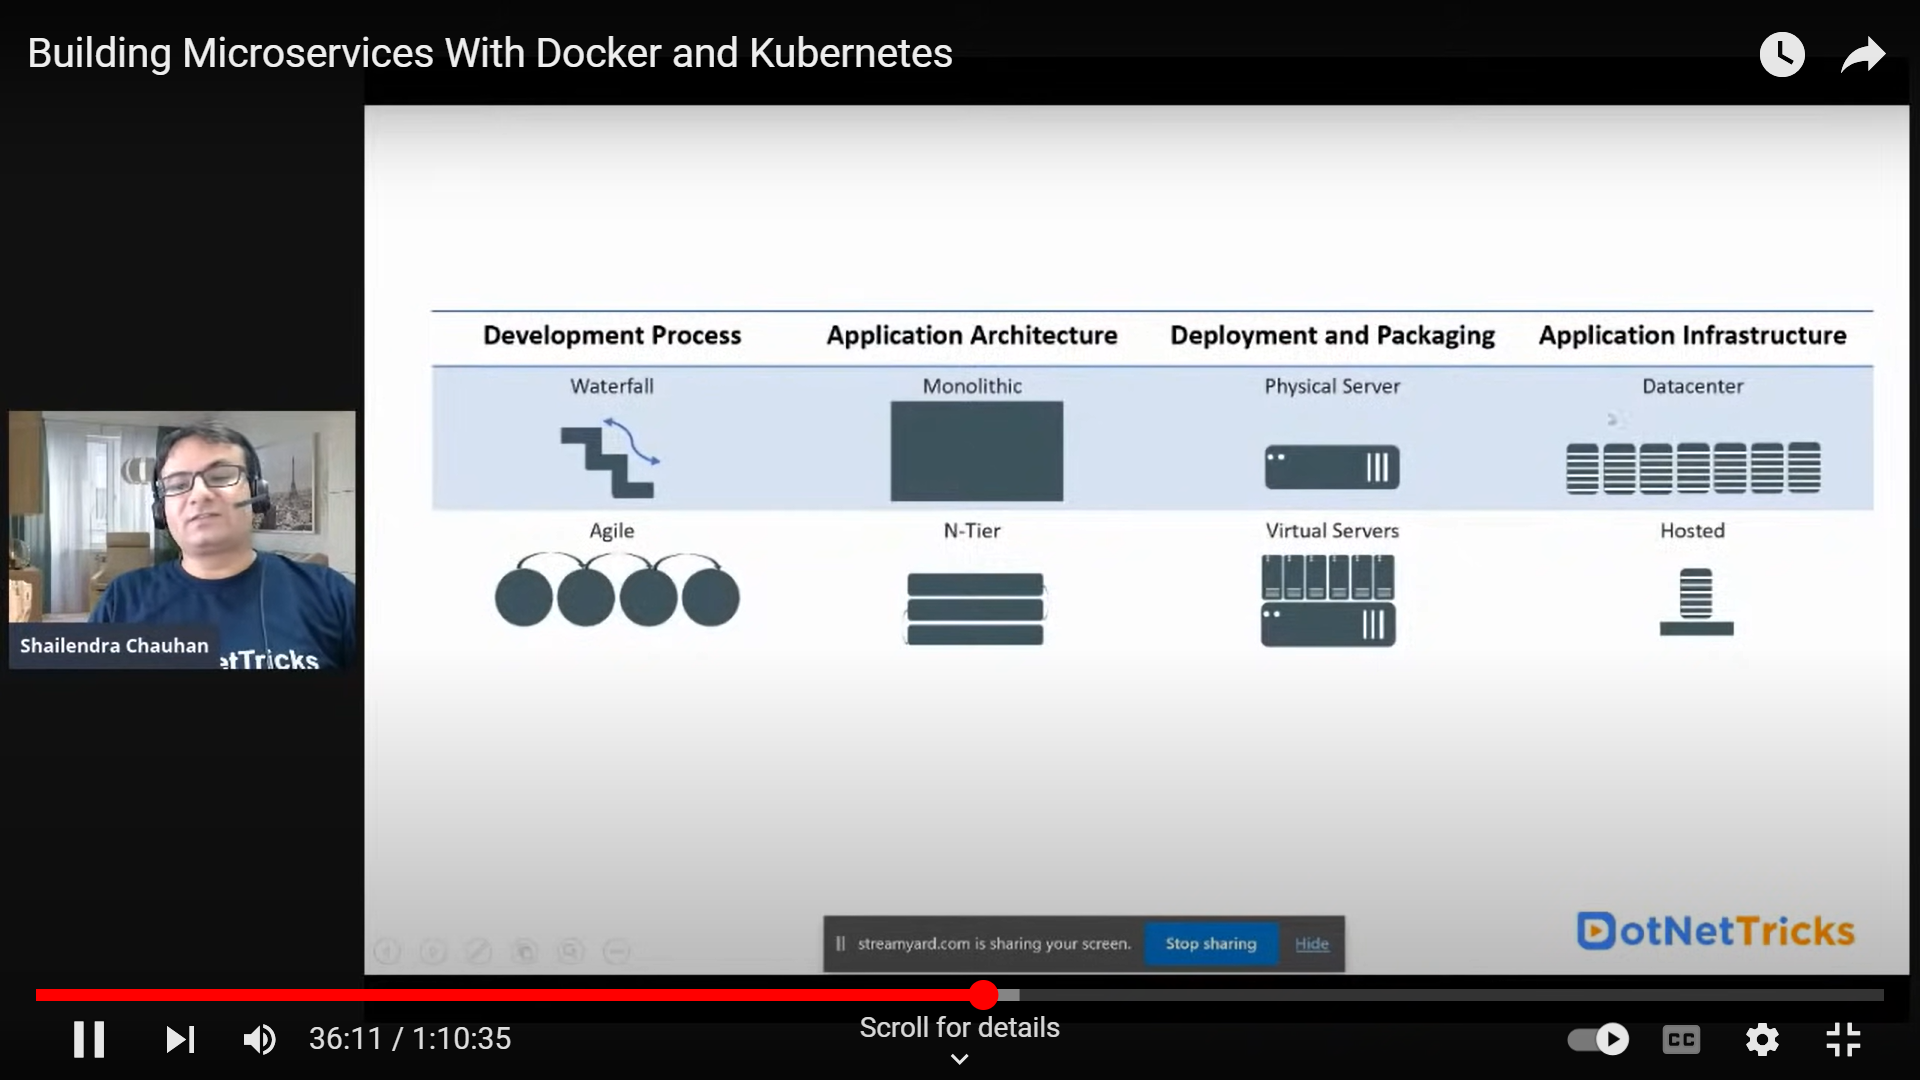 Building Microservices With Docker and Kubernetes
Development Process Application Architecture Deployment and Packaging Application Infrastructure
Waterfall Monolithic Physical Server Datacenter
Agile N-Tier Virtual Servers Hosted
Shailendra Chauhan
etTricks
streamyard.com is sharing your screen. Stop sharing Hide
DotNetTricks
36:11 / 1:10:35
Scroll for details
CC